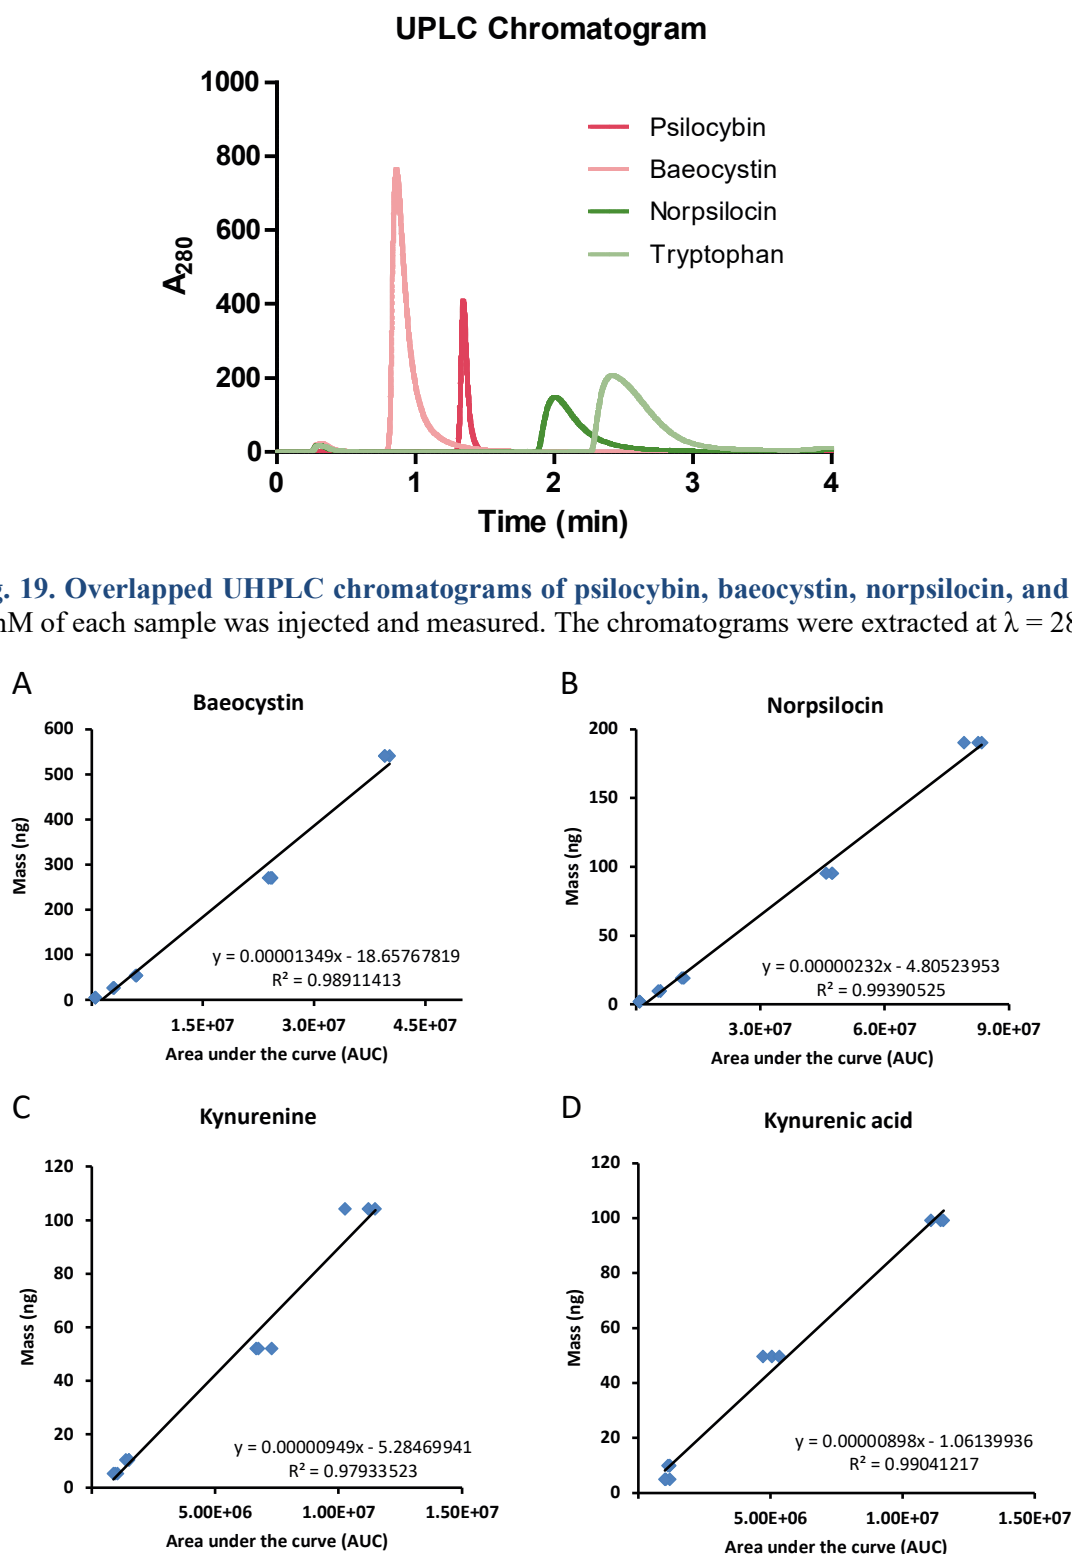 UPLC Chromatogram
1000
800
600
400
200
0
A280
Psilocybin
Baeocystin
Norpsilocin
Tryptophan
0 1 2 3 4
Time (min)
g. 19. Overlapped UHPLC chromatograms of psilocybin, baeocystin, norpsilocin, and
mM of each sample was injected and measured. The chromatograms were extracted at λ = 28
A
Baeocystin
600
500
400
300
200
100
0
Mass (ng)
y = 0.00001349x - 18.65767819
R² = 0.98911413
1.5E+07 3.0E+07 4.5E+07
Area under the curve (AUC)
B
Norpsilocin
200
150
100
50
0
Mass (ng)
y = 0.00000232x - 4.80523953
R² = 0.99390525
3.0E+07 6.0E+07 9.0E+07
Area under the curve (AUC)
C
Kynurenine
120
100
80
60
40
20
0
Mass (ng)
y = 0.00000949x - 5.28469941
R² = 0.97933523
5.00E+06 1.00E+07 1.50E+07
Area under the curve (AUC)
D
Kynurenic acid
120
100
80
60
40
20
0
Mass (ng)
y = 0.00000898x - 1.06139936
R² = 0.99041217
5.00E+06 1.00E+07 1.50E+07
Area under the curve (AUC)